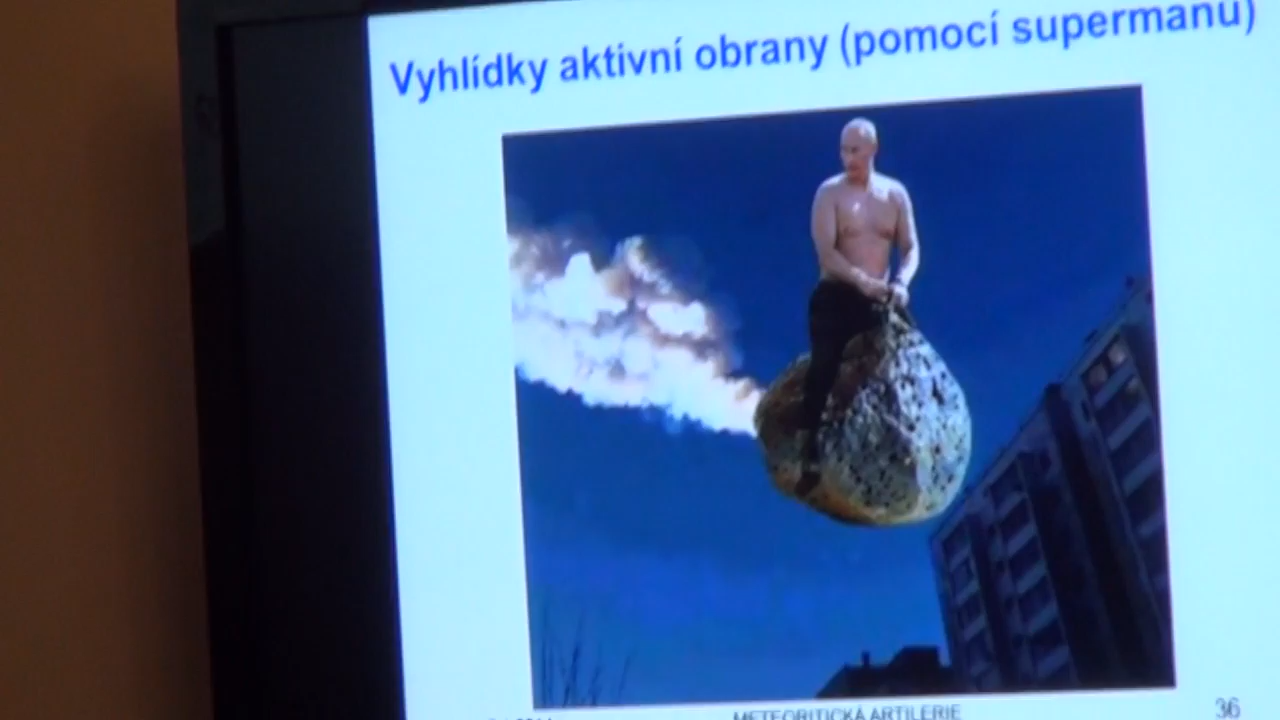 Vyhlídky aktivní obrany (pomocí supermanů)
METEORITICKÁ ARTILERIE
36